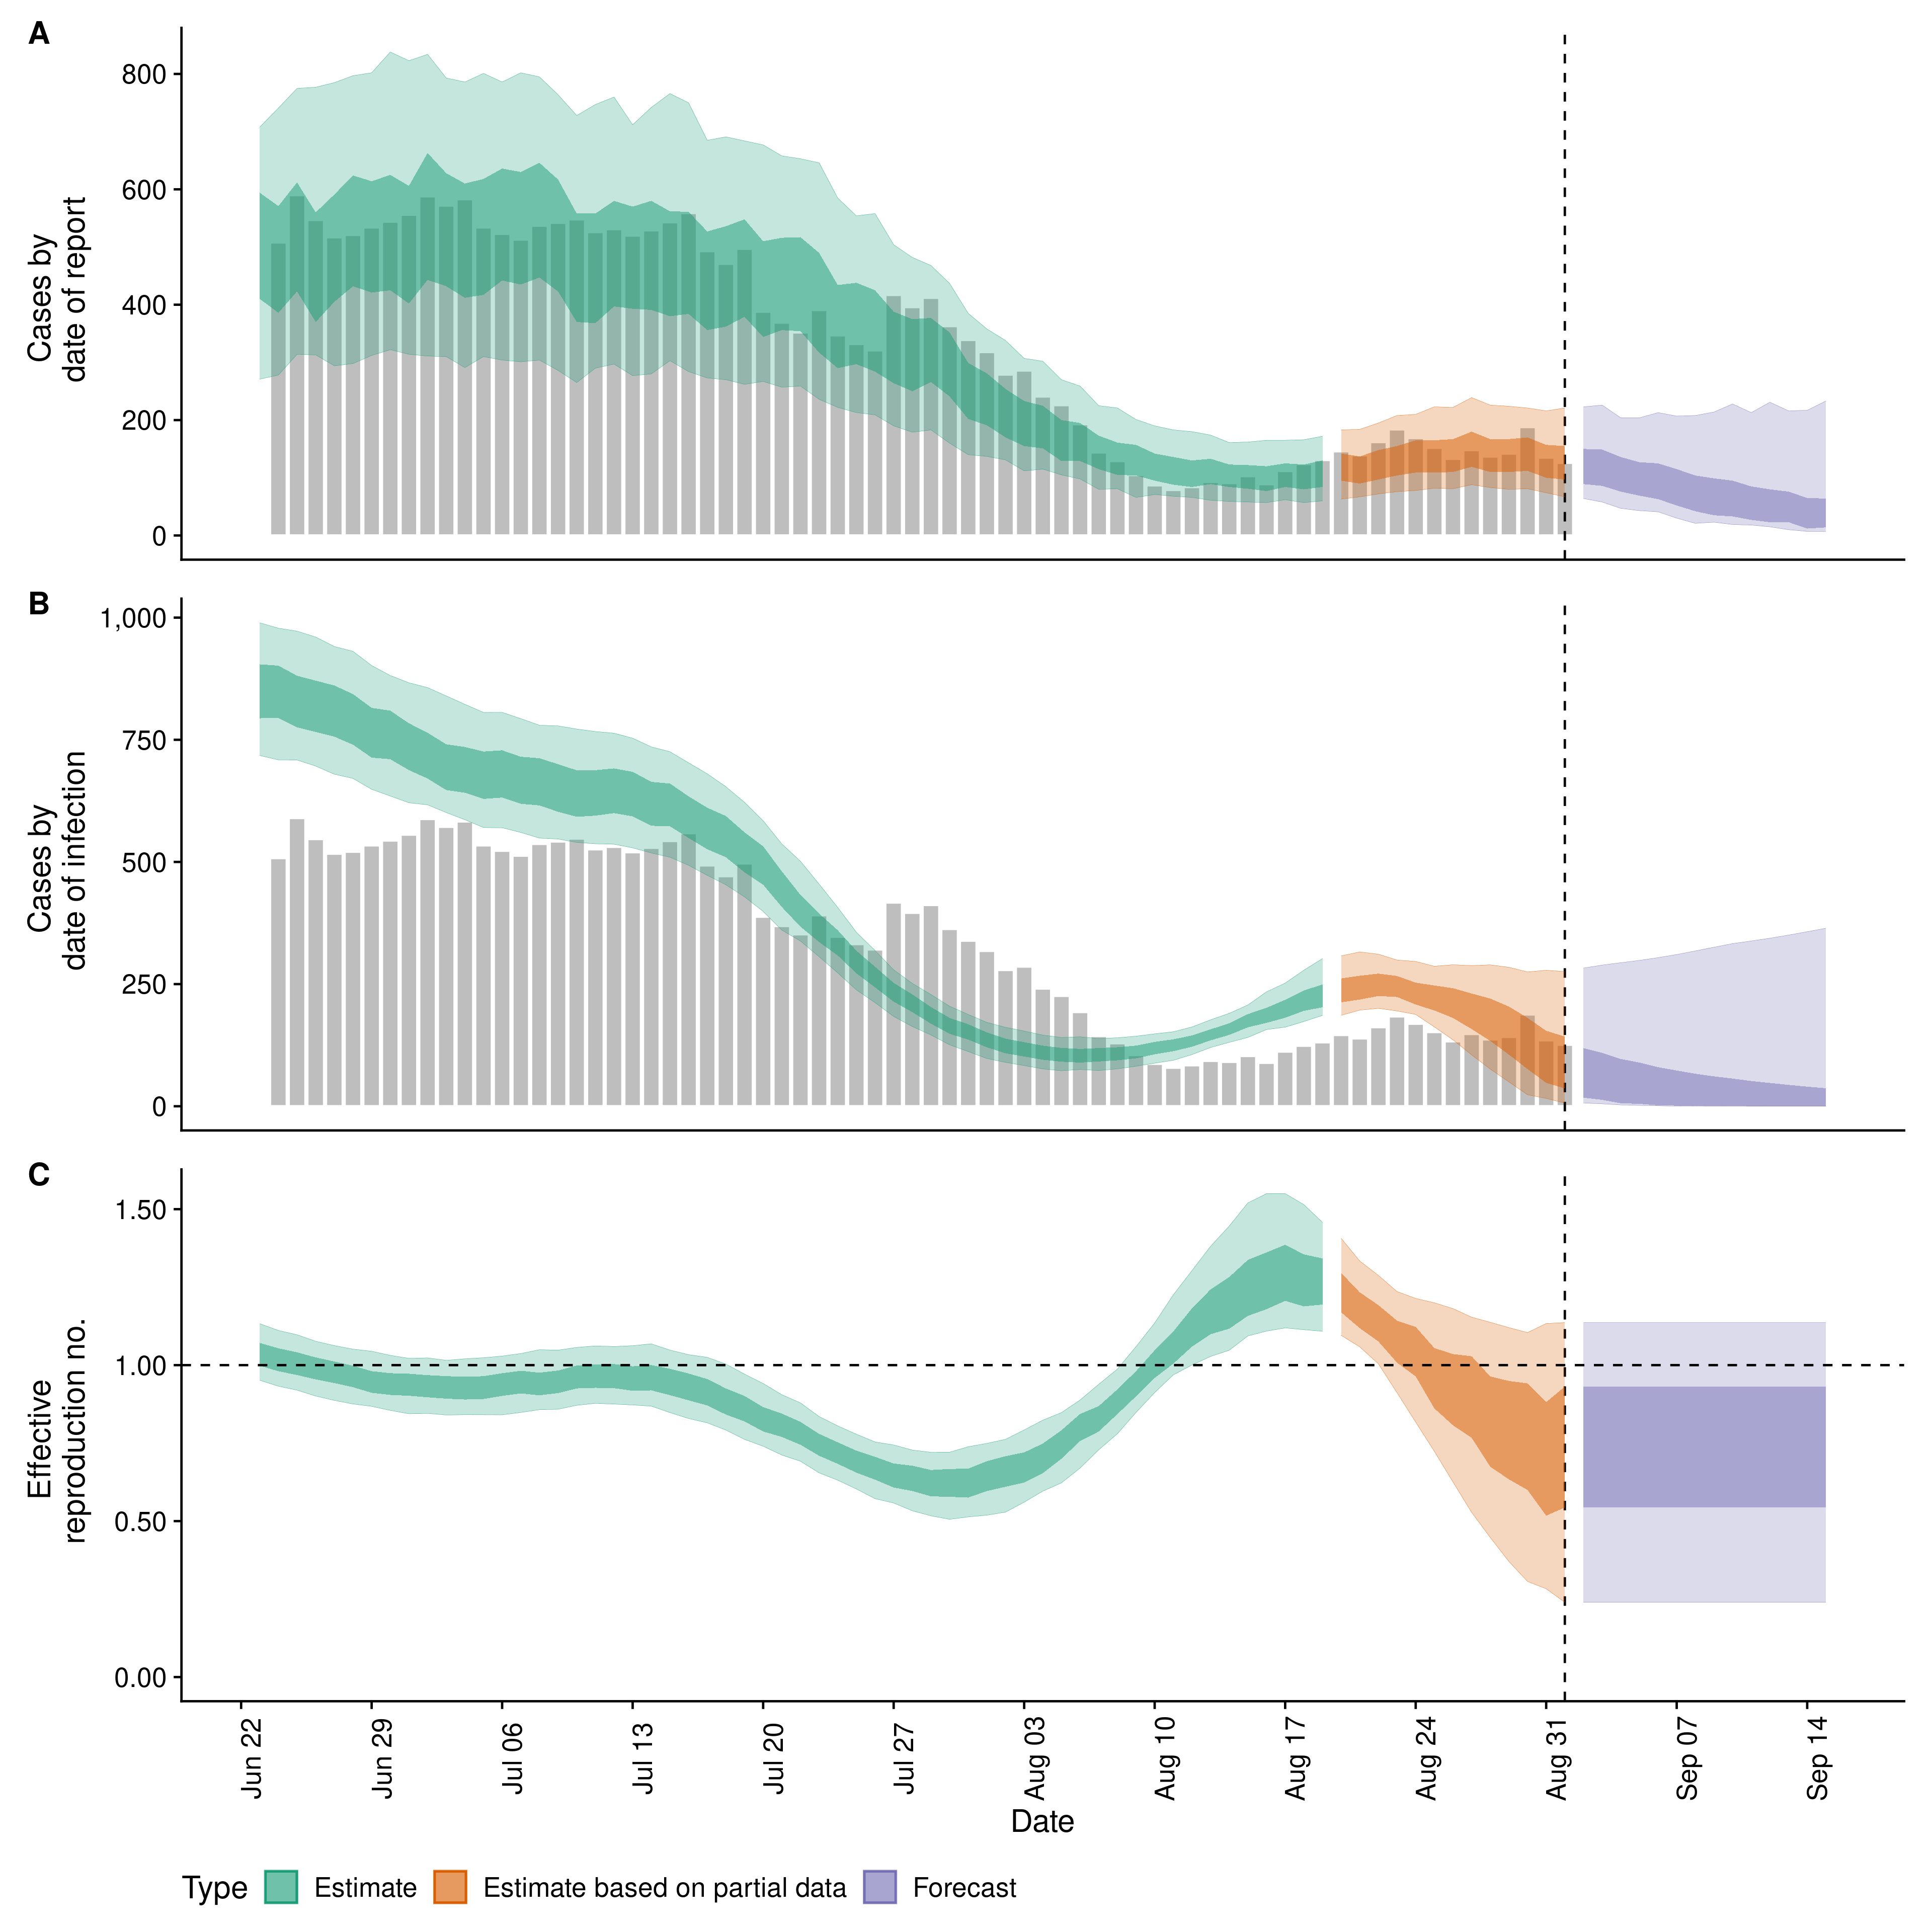 A
Cases by
date of report
800
600
400
200
0
B
Cases by
date of infection
1,000
750
500
250
0
C
Effective
reproduction no.
1.50
1.00
0.50
0.00
Jun 22
Jun 29
Jul 06
Jul 13
Jul 20
Jul 27
Aug 03
Aug 10
Aug 17
Aug 24
Aug 31
Sep 07
Sep 14
Date
Type Estimate Estimate based on partial data Forecast